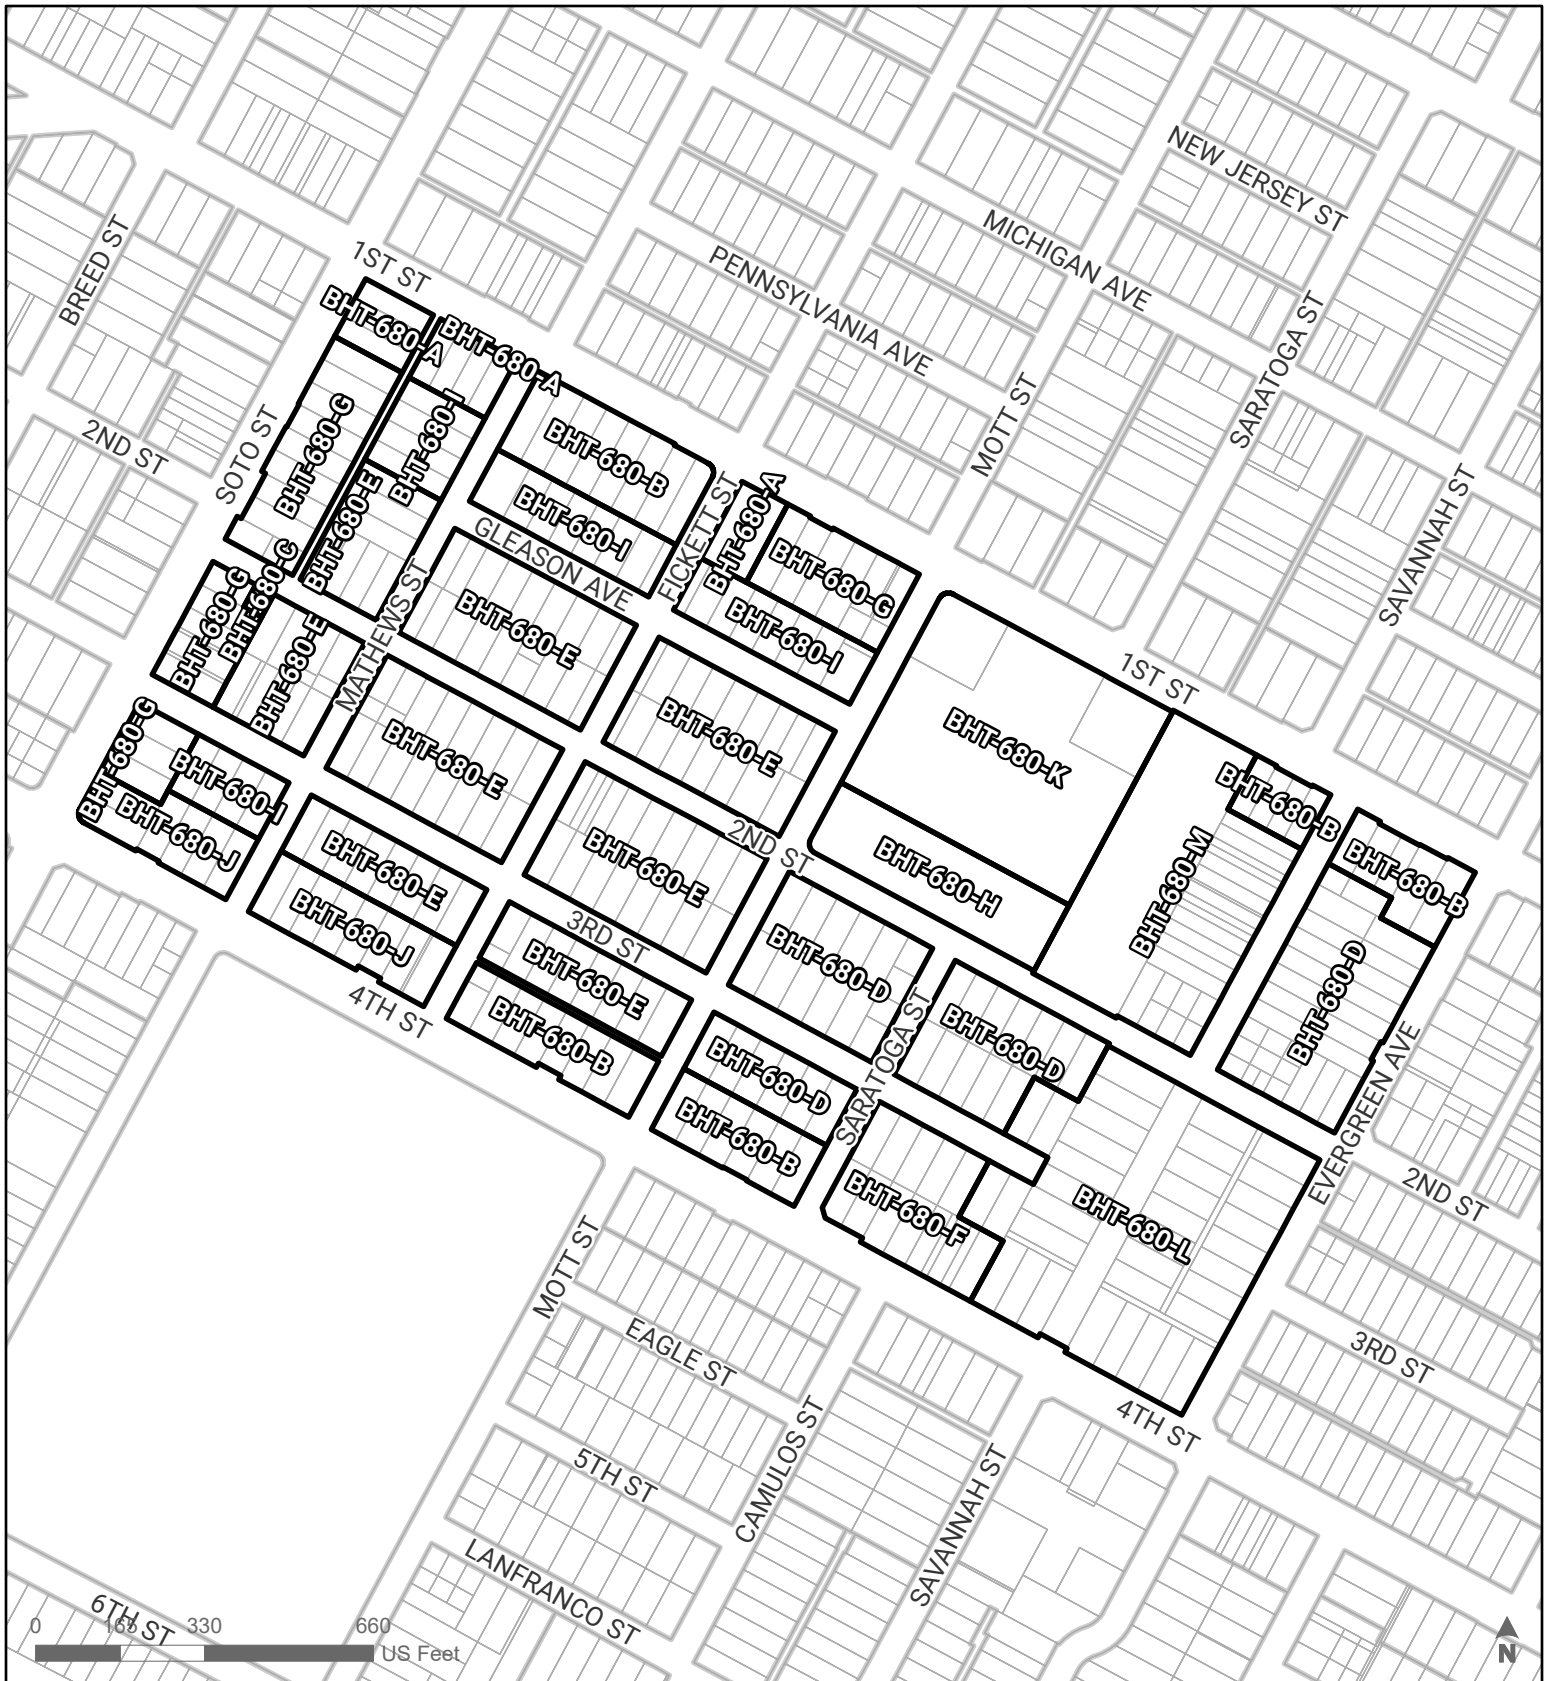 NEW JERSEY ST
MICHIGAN AVE
BREED ST
1ST ST
PENNSYLVANIA AVE
SARATOGA ST
BHT-680-A
BHT-680-A
MOTT ST
2ND ST
SOTO ST
BHT-680-G
BHT-680-I
BHT-680-B
SAVANNAH ST
BHT-680-E
BHT-680-I
FICKETT ST
BHT-680-A
GLEASON AVE
BHT-680-G
BHT-680-G
BHT-680-C
BHT-680-E
MATHEWS ST
BHT-680-E
BHT-680-I
1ST ST
BHT-680-G
BHT-680-I
BHT-680-J
BHT-680-E
BHT-680-E
BHT-680-K
BHT-680-B
2ND ST
BHT-680-E
BHT-680-E
BHT-680-H
BHT-680-M
BHT-680-B
BHT-680-J
3RD ST
BHT-680-E
BHT-680-D
BHT-680-D
4TH ST
BHT-680-B
SARATOGA ST
BHT-680-D
BHT-680-D
BHT-680-B
EVERGREEN AVE
2ND ST
BHT-680-F
BHT-680-L
MOTT ST
EAGLE ST
3RD ST
4TH ST
5TH ST
CAMULOS ST
SAVANNAH ST
LANFRANCO ST
6TH ST
0 165 330 660
US Feet
N